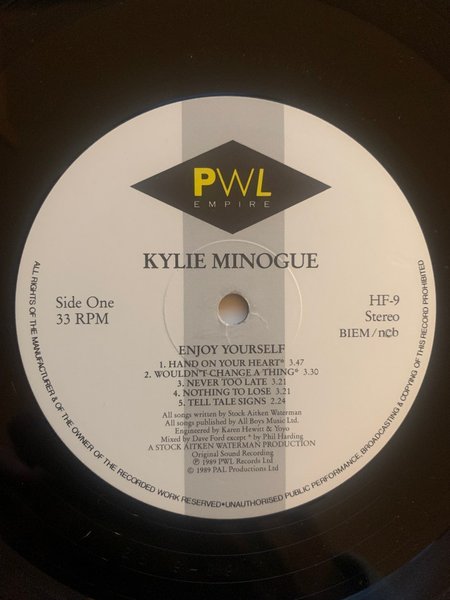 PWL
EMPIRE
KYLIE MINOGUE
Side One
33 RPM
HF-9
Stereo
BIEM/ncb
ENJOY YOURSELF
1. HAND ON YOUR HEART* 3.47
2. WOULDN'T CHANGE A THING* 3.30
3. NEVER TOO LATE 3.21
4. NOTHING TO LOSE 3.21
5. TELL TALE SIGNS 2.24
All songs written by Stock Aitken Waterman
All songs published by All Boys Music Ltd.
Engineered by Karen Hewitt & Yoyo
Mixed by Dave Ford except * by Phil Harding
A STOCK AITKEN WATERMAN PRODUCTION
Original Sound Recording
℗ 1989 PWL Records Ltd
© 1989 PAL Productions Ltd
ALL RIGHTS OF THE MANUFACTURER & OF THE OWNER OF THE RECORDED WORK RESERVED•UNAUTHORISED PUBLIC PERFORMANCE, BROADCASTING & COPYING OF THIS RECORD PROHIBITED